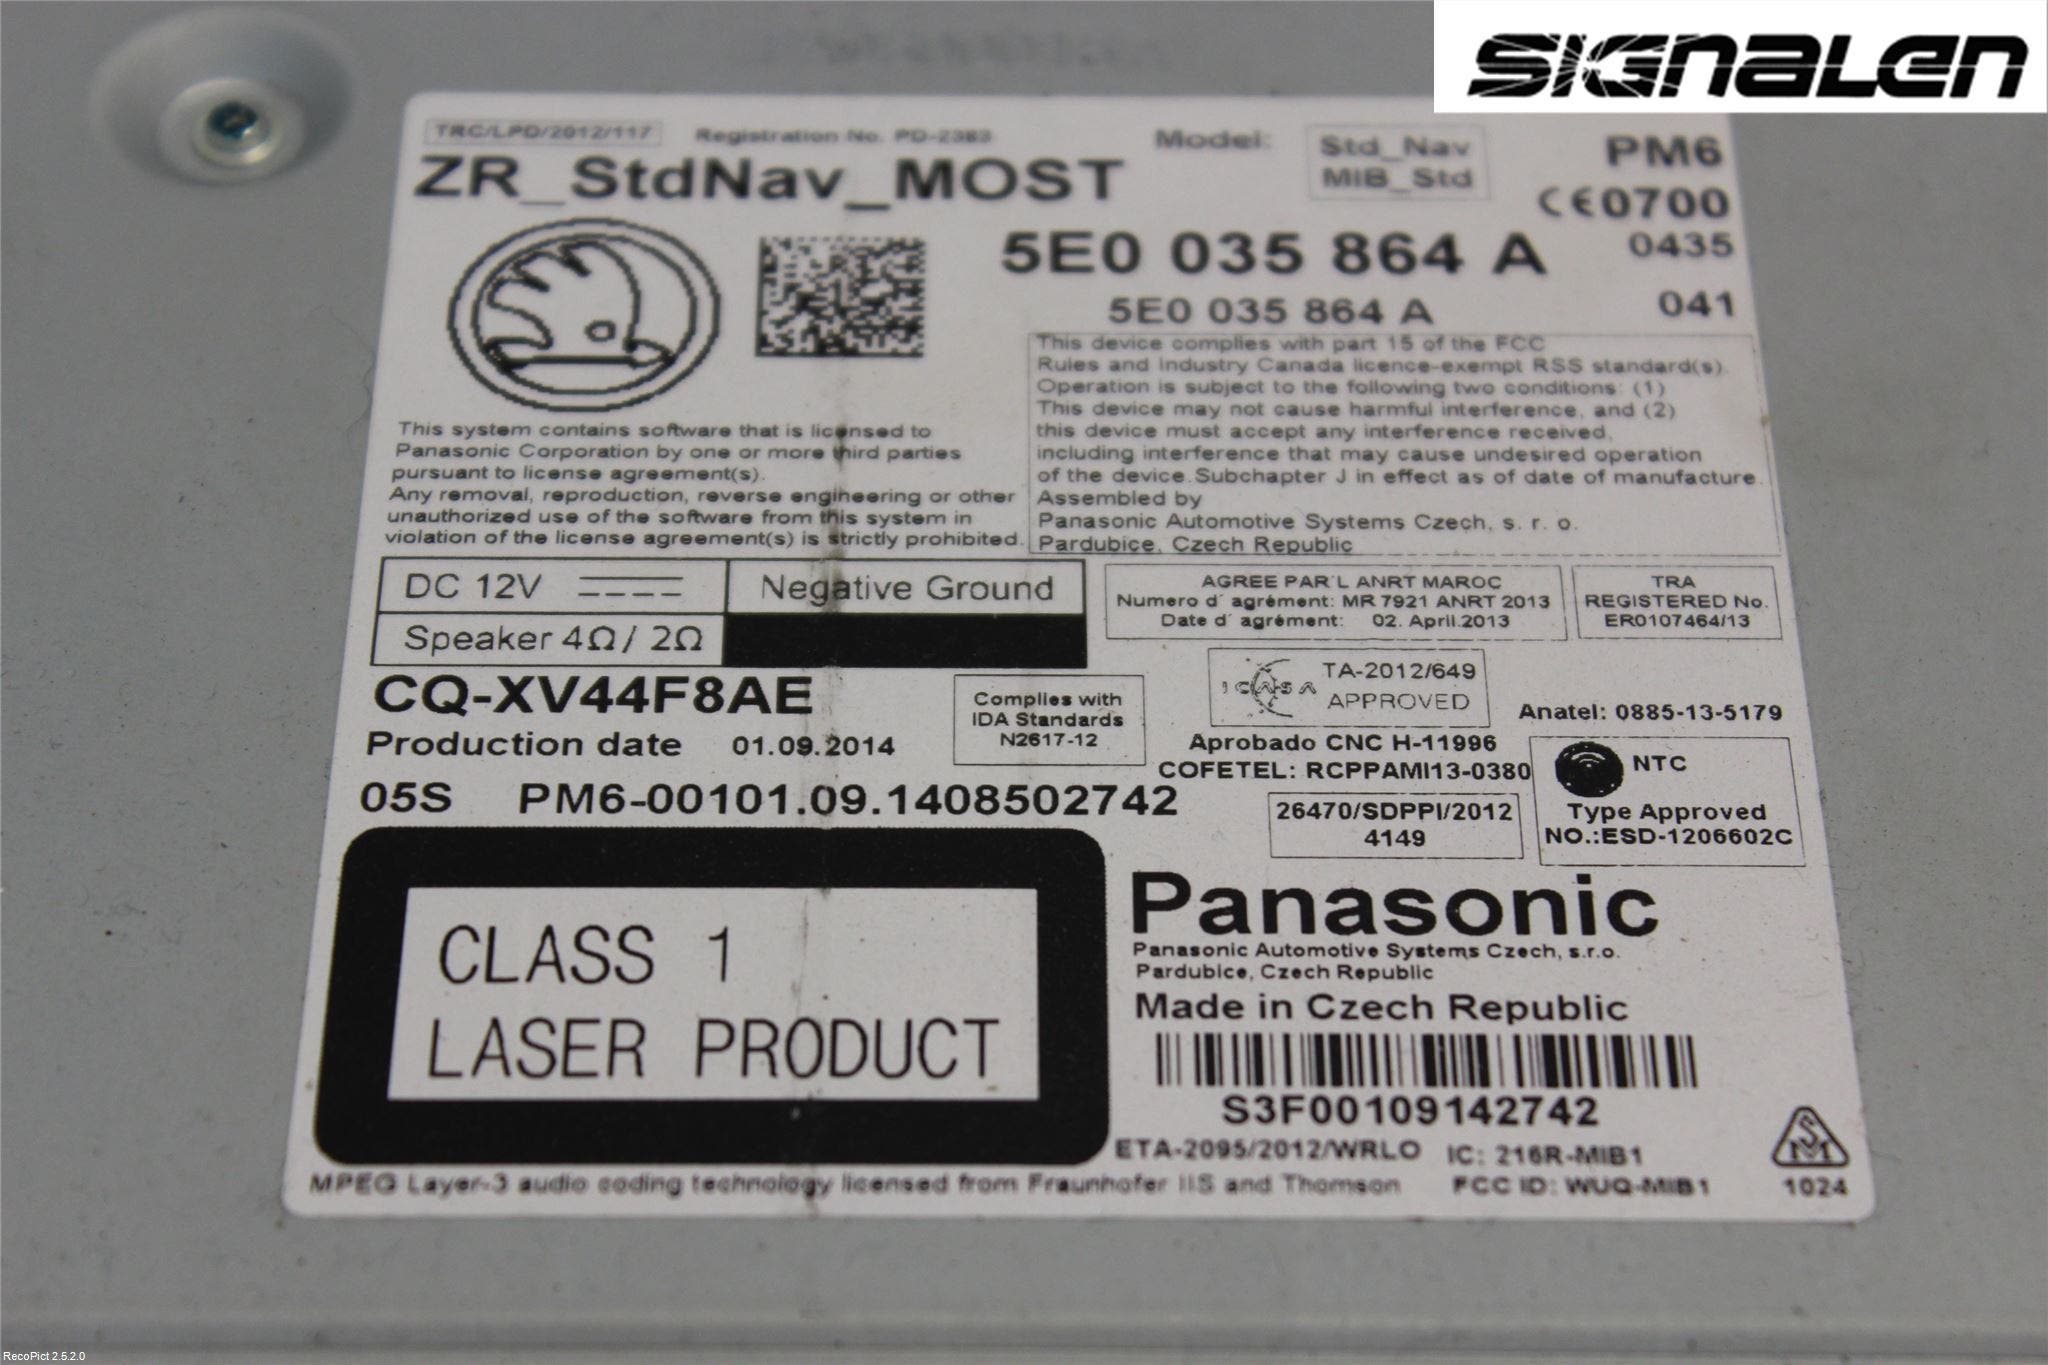 SIGNALEN
TRC/LPD/2012/117
Registration No. PD-2383
Model:
Std_Nav
MIB_Std
PM6
ZR_StdNav_MOST
CE0700
5E0 035 864 A
0435
5E0 035 864 A
041
This device complies with part 15 of the FCC
Rules and Industry Canada licence-exempt RSS standard(s).
Operation is subject to the following two conditions: (1)
This device may not cause harmful interference, and (2)
this device must accept any interference received,
including interference that may cause undesired operation
of the device.Subchapter J in effect as of date of manufacture.
Assembled by
Panasonic Automotive Systems Czech, s. r. o.
Pardubice, Czech Republic
This system contains software that is licensed to
Panasonic Corporation by one or more third parties
pursuant to license agreement(s).
Any removal, reproduction, reverse engineering or other
unauthorized use of the software from this system in
violation of the license agreement(s) is strictly prohibited.
DC 12V
Negative Ground
Speaker 4Ω/ 2Ω
AGREE PAR'L ANRT MAROC
Numero d' agrément: MR 7921 ANRT 2013
Date d' agrément: 02. April.2013
TRA
REGISTERED No.
ER0107464/13
CQ-XV44F8AE
Complies with
IDA Standards
N2617-12
ICASA
TA-2012/649
APPROVED
Anatel: 0885-13-5179
Production date 01.09.2014
Aprobado CNC H-11996
COFETEL: RCPPAMI13-0380
NTC
Type Approved
NO.:ESD-1206602C
05S PM6-00101.09.1408502742
26470/SDPPI/2012
4149
CLASS 1
LASER PRODUCT
Panasonic
Panasonic Automotive Systems Czech, s.r.o.
Pardubice, Czech Republic
Made in Czech Republic
S3F00109142742
ETA-2095/2012/WRLO
IC: 216R-MIB1
MPEG Layer-3 audio coding technology licensed from Fraunhofer IIS and Thomson
FCC ID: WUQ-MIB1
SM
1024
RecoPict 2.5.2.0